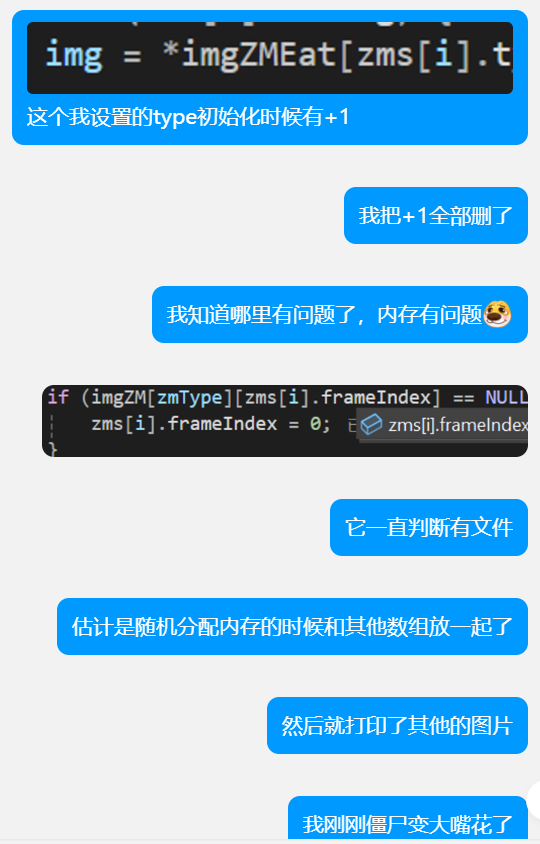 img = *imgZMEat[zms[i].t
这个我设置的type初始化时候有+1
我把+1全部删了
我知道哪里有问题了，内存有问题
if (imgZM[zmType][zms[i].frameIndex] == NULL
zms[i].frameIndex = 0;
zms[i].frameIndex
}
它一直判断有文件
估计是随机分配内存的时候和其他数组放一起了
然后就打印了其他的图片
我刚刚僵尸变大嘴花了